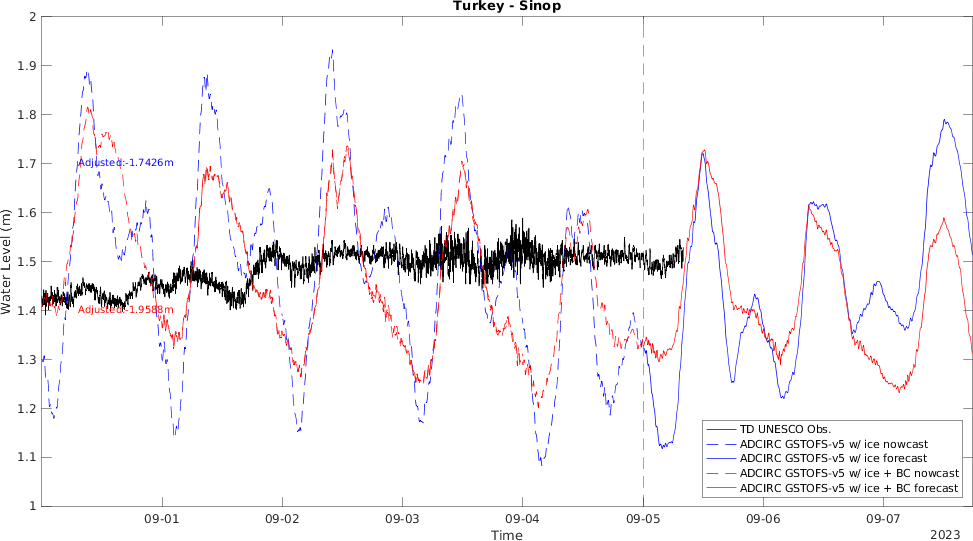 Turkey - Sinop
2
1.9
1.8
1.7
1.6
1.5
1.4
1.3
1.2
1.1
1
Water Level (m)
Adjusted:-1.7426m
Adjusted:-1.9588m
TD UNESCO Obs.
ADCIRC GSTOFS-v5 w/ ice nowcast
ADCIRC GSTOFS-v5 w/ ice forecast
ADCIRC GSTOFS-v5 w/ ice + BC nowcast
ADCIRC GSTOFS-v5 w/ ice + BC forecast
09-01 09-02 09-03 09-04 09-05 09-06 09-07
Time
2023